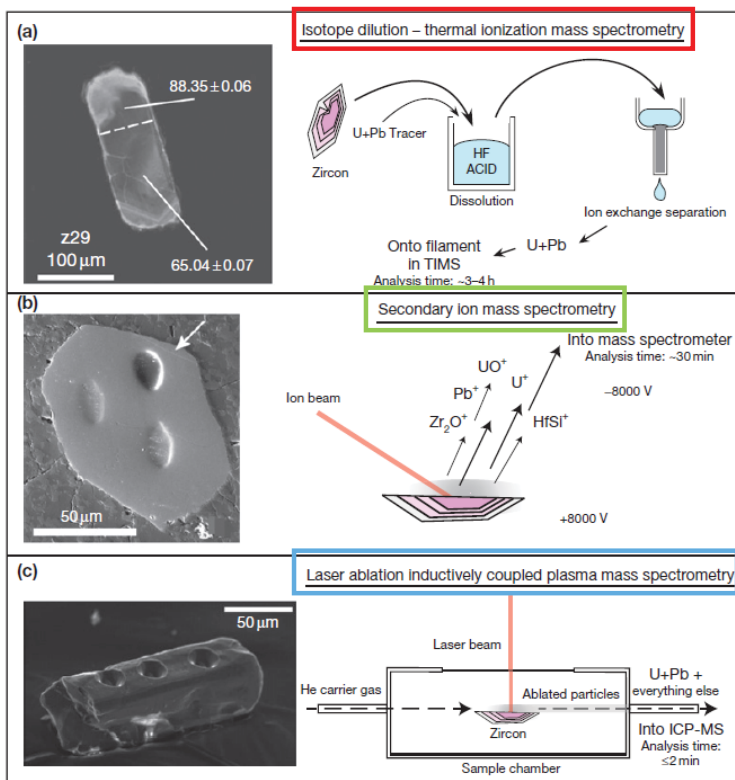 (a)
Isotope dilution – thermal ionization mass spectrometry
88.35 ± 0.06
65.04 ± 0.07
z29
100 µm
Zircon
U+Pb Tracer
HF
ACID
Dissolution
Ion exchange separation
U+Pb
Onto filament
in TIMS
Analysis time: ~3–4 h
(b)
Secondary ion mass spectrometry
50 µm
Ion beam
Zr₂O⁺
Pb⁺
UO⁺
U⁺
HfSi⁺
Into mass spectrometer
Analysis time: ~30 min
–8000 V
+8000 V
(c)
Laser ablation inductively coupled plasma mass spectrometry
50 µm
Laser beam
He carrier gas
Ablated particles
Zircon
Sample chamber
U+Pb +
everything else
Into ICP-MS
Analysis time:
≤2 min